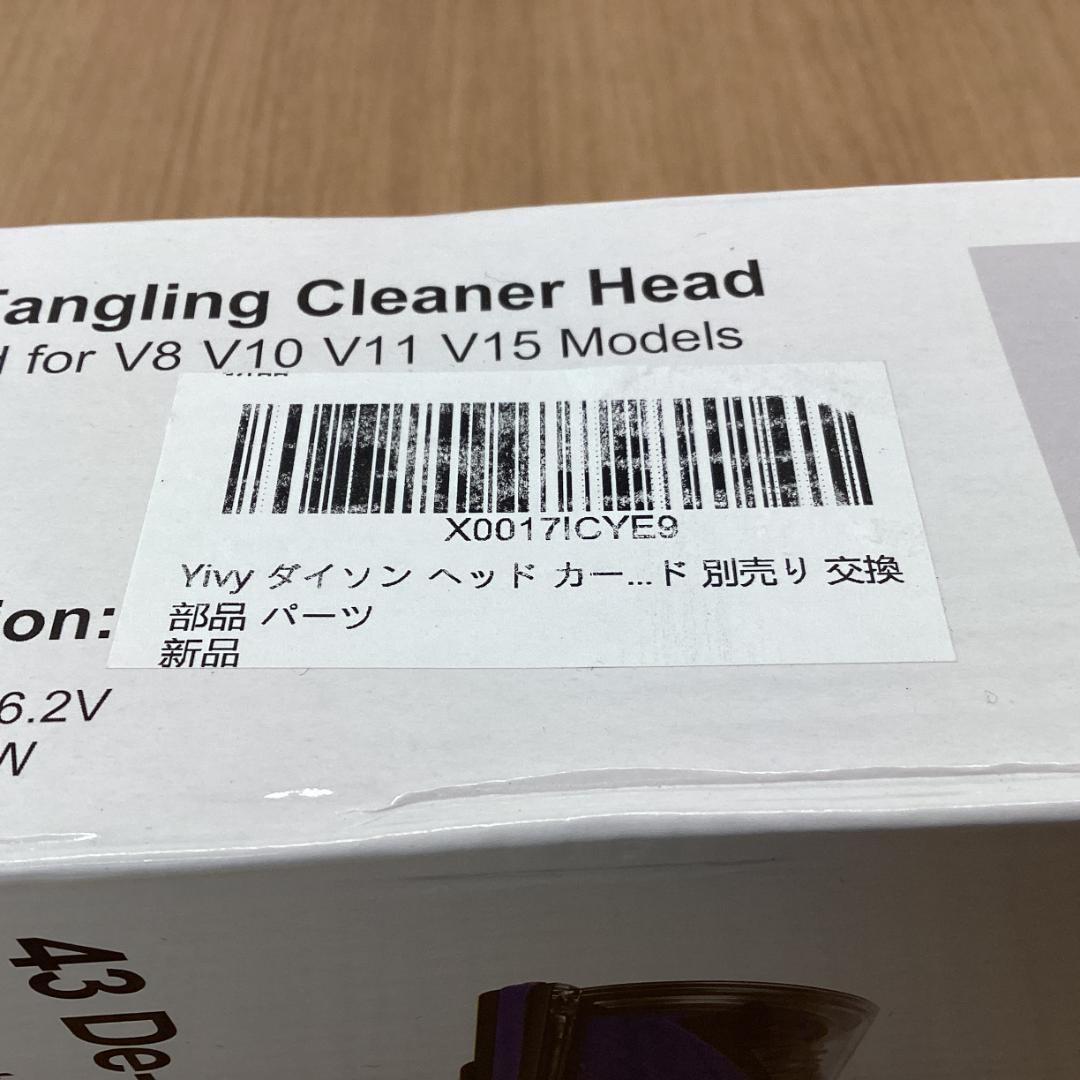 Tangling Cleaner Head
for V8 V10 V11 V15 Models
X0017ICYE9
Yivy ダイソン ヘッド カー...ド 別売り 交換
部品 パーツ
新品
ion:
6.2V
W
43 De-